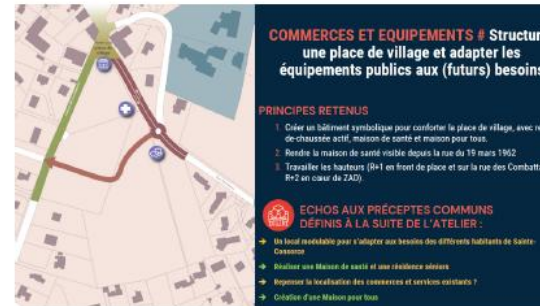 COMMERCES ET EQUIPEMENTS # Structur
une place de village et adapter les
équipements publics aux (futurs) besoins
PRINCIPES RETENUS
1. Créer un bâtiment symbolique pour conforter la place de village, avec re
de-chaussée actif, maison de santé et maison pour tous.
2. Rendre la maison de santé visible depuis la rue du 19 mars 1962
3. Travailler les hauteurs (R+1 en front de place et sur la rue des Combatta
R+2 en cœur de ZAD).
ECHOS AUX PRÉCEPTES COMMUNS
DÉFINIS À LA SUITE DE L'ATELIER :
→ Un local modulable pour s'adapter aux besoins des différents habitants de Sainte-
Consorce
→ Réaliser une Maison de santé et une résidence séniors
→ Repenser la localisation des commerces et services existants ?
→ Création d'une Maison pour tous